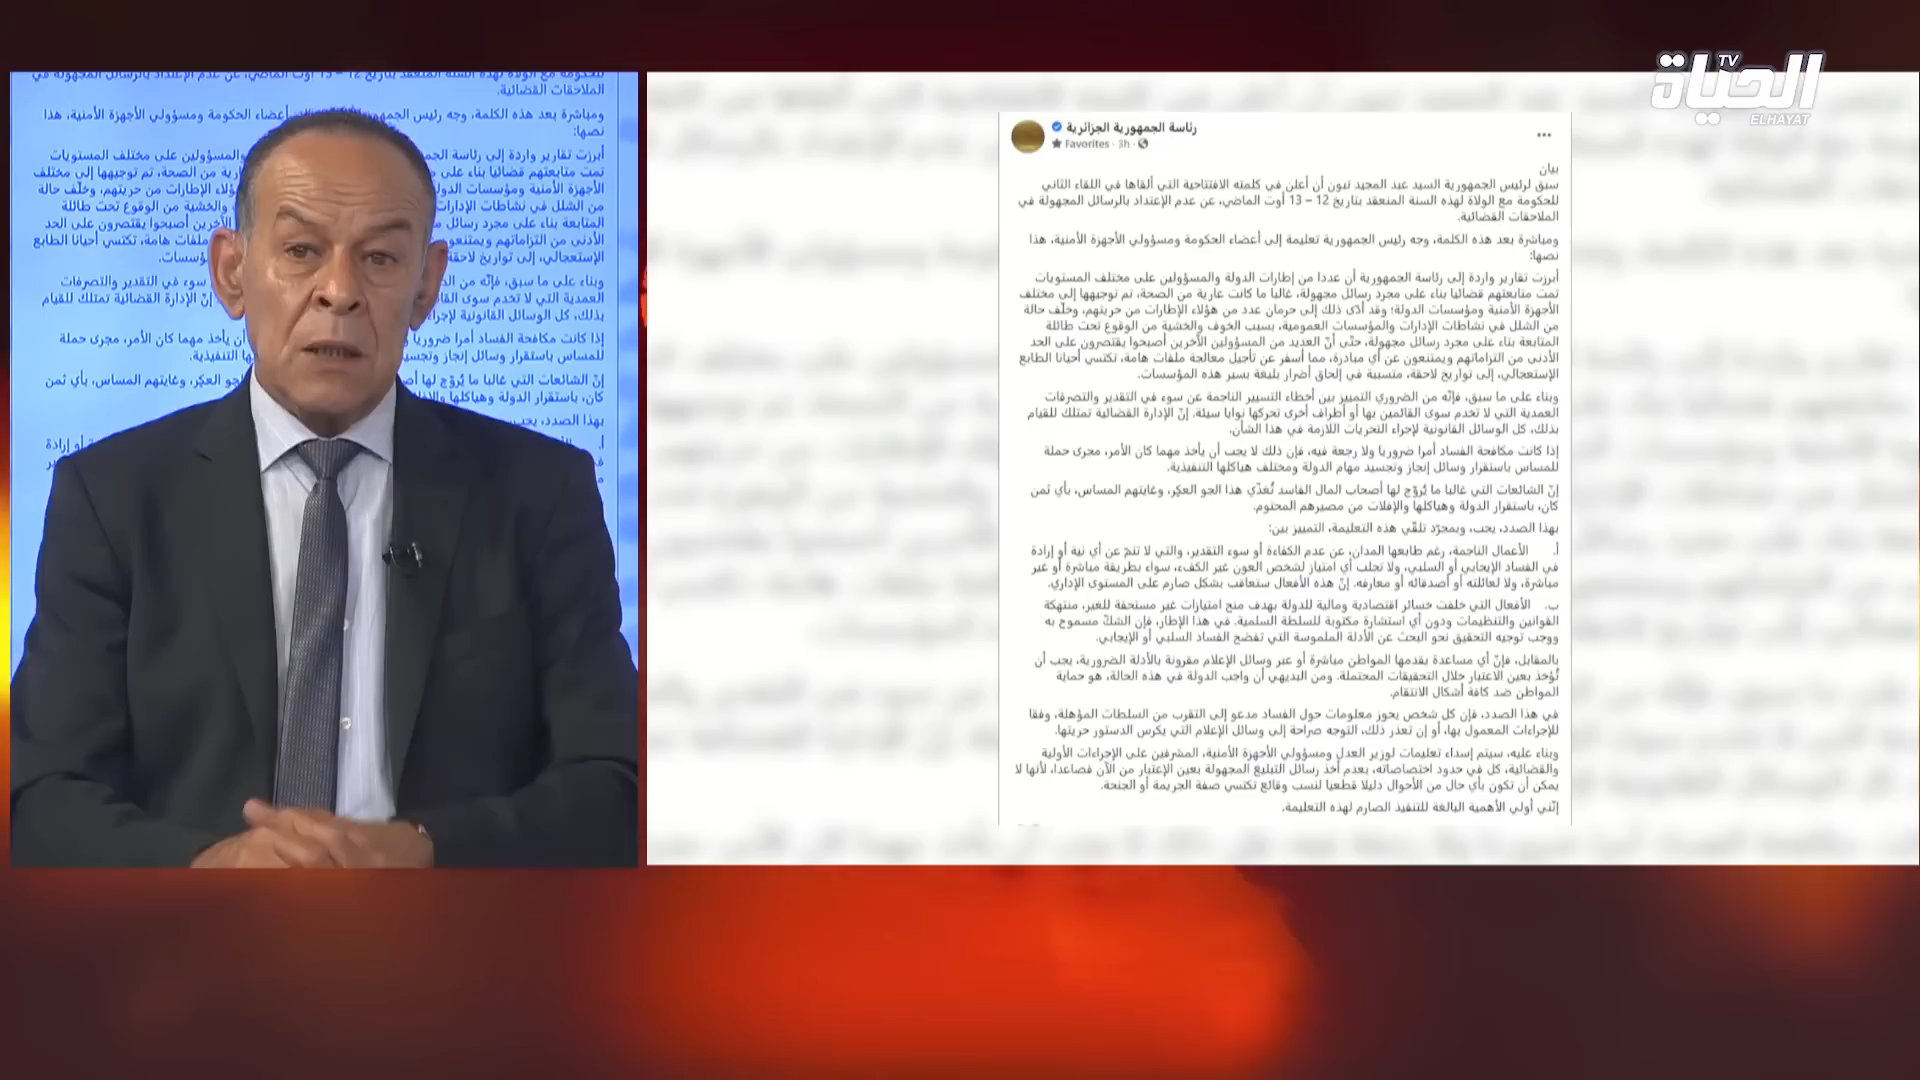 الحياة
TV
ELHAYAT
رئاسة الجمهورية الجزائرية
Favorites · 3h ·
بيان
سبق لرئيس الجمهورية السيد عبد المجيد تبون أن أعلن في كلمته الافتتاحية التي ألقاها في اللقاء الثاني
للحكومة مع الولاة لهذه السنة المنعقد بتاريخ 12 – 13 أوت الماضي، عن عدم الإعتداد بالرسائل المجهولة في
الملاحقات القضائية.
ومباشرة بعد هذه الكلمة، وجه رئيس الجمهورية تعليمة إلى أعضاء الحكومة ومسؤولي الأجهزة الأمنية، هذا
نصها:
أبرزت تقارير واردة إلى رئاسة الجمهورية أن عددا من إطارات الدولة والمسؤولين على مختلف المستويات
تمت متابعتهم قضائيا بناء على مجرد رسائل مجهولة، غالبا ما كانت عارية من الصحة، تم توجيهها إلى مختلف
الأجهزة الأمنية ومؤسسات الدولة؛ وقد أدّى ذلك إلى حرمان عدد من هؤلاء الإطارات من حريتهم، وخلّف حالة
من الشلل في نشاطات الإدارات والمؤسسات العمومية، بسبب الخوف والخشية من الوقوع تحت طائلة
المتابعة بناء على مجرد رسائل مجهولة، حتّى أنّ العديد من المسؤولين الآخرين أصبحوا يقتصرون على الحد
الأدنى من التزاماتهم ويمتنعون عن أي مبادرة، مما أسفر عن تأجيل معالجة ملفات هامة، تكتسي أحيانا الطابع
الإستعجالي، إلى تواريخ لاحقة، متسببة في إلحاق أضرار بليغة بسير هذه المؤسسات.
وبناء على ما سبق، فإنّه من الضروري التمييز بين أخطاء التسيير الناجمة عن سوء في التقدير والتصرفات
العمدية التي لا تخدم سوى القائمين بها أو أطراف أخرى تحركها نوايا سيئة. إنّ الإدارة القضائية تمتلك للقيام
بذلك، كل الوسائل القانونية لإجراء التحريات اللازمة في هذا الشأن.
إذا كانت مكافحة الفساد أمرا ضروريا ولا رجعة فيه، فإن ذلك لا يجب أن يأخذ مهما كان الأمر، مجرى حملة
للمساس باستقرار وسائل إنجاز وتجسيد مهام الدولة ومختلف هياكلها التنفيذية.
إنّ الشائعات التي غالبا ما يُروّج لها أصحاب المال الفاسد تُغذّي هذا الجو العكِر، وغايتهم المساس، بأي ثمن
كان، باستقرار الدولة وهياكلها والإفلات من مصيرهم المحتوم.
بهذا الصدد، يجب، وبمجرّد تلقّي هذه التعليمة، التمييز بين:
أ. الأعمال الناجمة، رغم طابعها المدان، عن عدم الكفاءة أو سوء التقدير، والتي لا تنمّ عن أي نية أو إرادة
في الفساد الإيجابي أو السلبي، ولا تجلب أي امتياز لشخص العون غير الكفء، سواء بطريقة مباشرة أو غير
مباشرة، ولا لعائلته أو أصدقائه أو معارفه. إنّ هذه الأفعال ستعاقب بشكل صارم على المستوى الإداري.
ب. الأفعال التي خلفت خسائر اقتصادية ومالية للدولة بهدف منح امتيازات غير مستحقة للغير، منتهكة
القوانين والتنظيمات ودون أي استشارة مكتوبة للسلطة السلمية. في هذا الإطار، فإن الشكّ مسموح به
ووجب توجيه التحقيق نحو البحث عن الأدلة الملموسة التي تفضح الفساد السلبي أو الإيجابي.
بالمقابل، فإنّ أي مساعدة يقدمها المواطن مباشرة أو عبر وسائل الإعلام مقرونة بالأدلة الضرورية، يجب أن
تُؤخذ بعين الاعتبار خلال التحقيقات المحتملة. ومن البديهي أن واجب الدولة في هذه الحالة، هو حماية
المواطن ضد كافة أشكال الانتقام.
في هذا الصدد، فإن كل شخص يحوز معلومات حول الفساد مدعو إلى التقرب من السلطات المؤهلة، وفقا
للإجراءات المعمول بها، أو إن تعذر ذلك، التوجه صراحة إلى وسائل الإعلام التي يكرس الدستور حريتها.
وبناء عليه، سيتم إسداء تعليمات لوزير العدل ومسؤولي الأجهزة الأمنية، المشرفين على الإجراءات الأولية
والقضائية، كل في حدود اختصاصاته، بعدم أخذ رسائل التبليغ المجهولة بعين الإعتبار من الآن فصاعدا، لأنها لا
يمكن أن تكون بأي حال من الأحوال دليلا قطعيا لنسب وقائع تكتسي صفة الجريمة أو الجنحة.
إنّني أولي الأهمية البالغة للتنفيذ الصارم لهذه التعليمة.